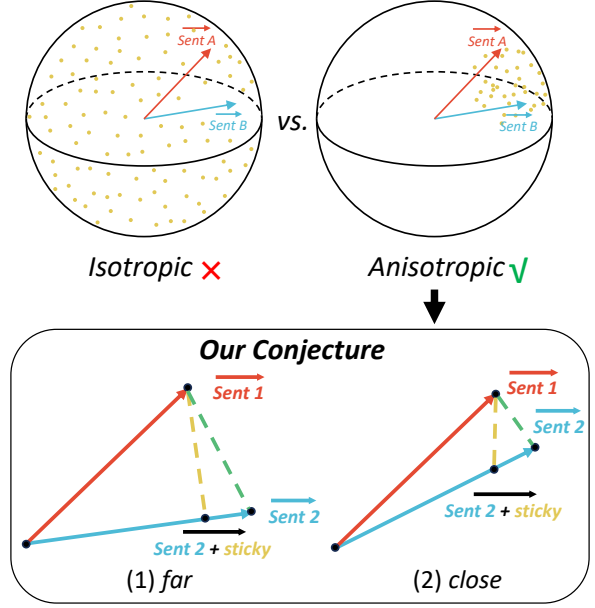 Sent A
Sent B
vs.
Sent A
Sent B
Isotropic ×
Anisotropic √
Our Conjecture
Sent 1
Sent 2
Sent 2 + sticky
(1) far
Sent 1
Sent 2
Sent 2 + sticky
(2) close